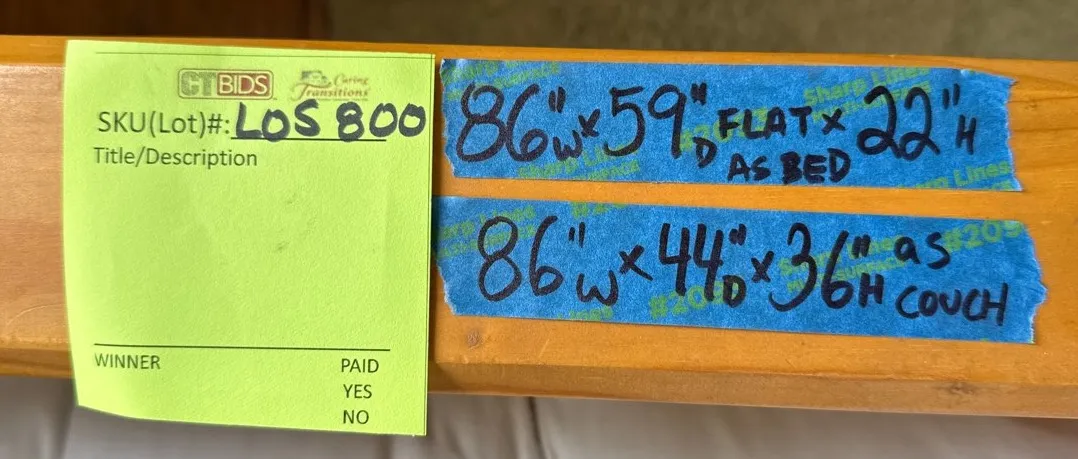 CTBIDS
Caring Transitions
SKU(Lot)#: LOS 800
Title/Description
WINNER
PAID
YES
NO
86"W x 59"D FLAT x 22"H
AS BED
86"W x 44"D x 36"H as
COUCH